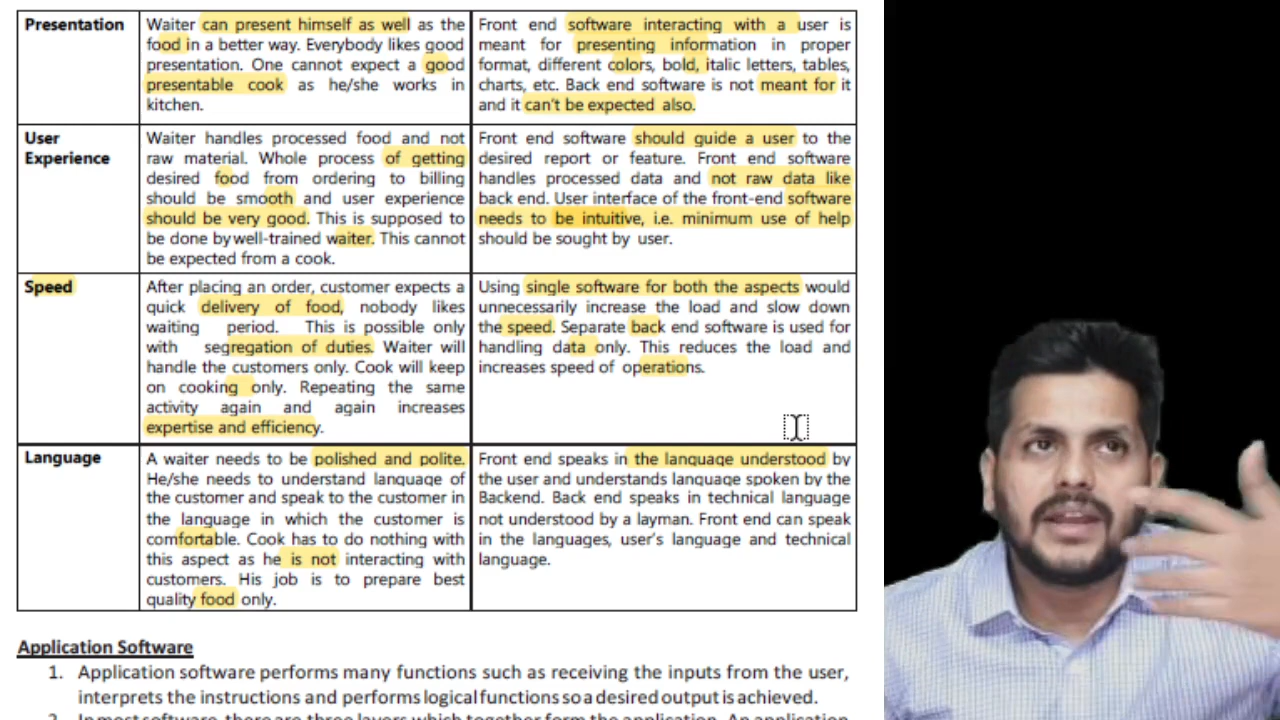 Presentation
Waiter can present himself as well as the
food in a better way. Everybody likes good
presentation. One cannot expect a good
presentable cook as he/she works in
kitchen.
Front end software interacting with a user is
meant for presenting information in proper
format, different colors, bold, italic letters, tables,
charts, etc. Back end software is not meant for it
and it can't be expected also.
User
Experience
Waiter handles processed food and not
raw material. Whole process of getting
desired food from ordering to billing
should be smooth and user experience
should be very good. This is supposed to
be done by well-trained waiter. This cannot
be expected from a cook.
Front end software should guide a user to the
desired report or feature. Front end software
handles processed data and not raw data like
back end. User interface of the front-end software
needs to be intuitive, i.e. minimum use of help
should be sought by user.
Speed
After placing an order, customer expects a
quick delivery of food, nobody likes
waiting period. This is possible only
with segregation of duties. Waiter will
handle the customers only. Cook will keep
on cooking only. Repeating the same
activity again and again increases
expertise and efficiency.
Using single software for both the aspects would
unnecessarily increase the load and slow down
the speed. Separate back end software is used for
handling data only. This reduces the load and
increases speed of operations.
Language
A waiter needs to be polished and polite.
He/she needs to understand language of
the customer and speak to the customer in
the language in which the customer is
comfortable. Cook has to do nothing with
this aspect as he is not interacting with
customers. His job is to prepare best
quality food only.
Front end speaks in the language understood by
the user and understands language spoken by the
Backend. Back end speaks in technical language
not understood by a layman. Front end can speak
in the languages, user's language and technical
language.
Application Software
1. Application software performs many functions such as receiving the inputs from the user,
interprets the instructions and performs logical functions so a desired output is achieved.
2. In most software, there are three layers which together form the application. An application